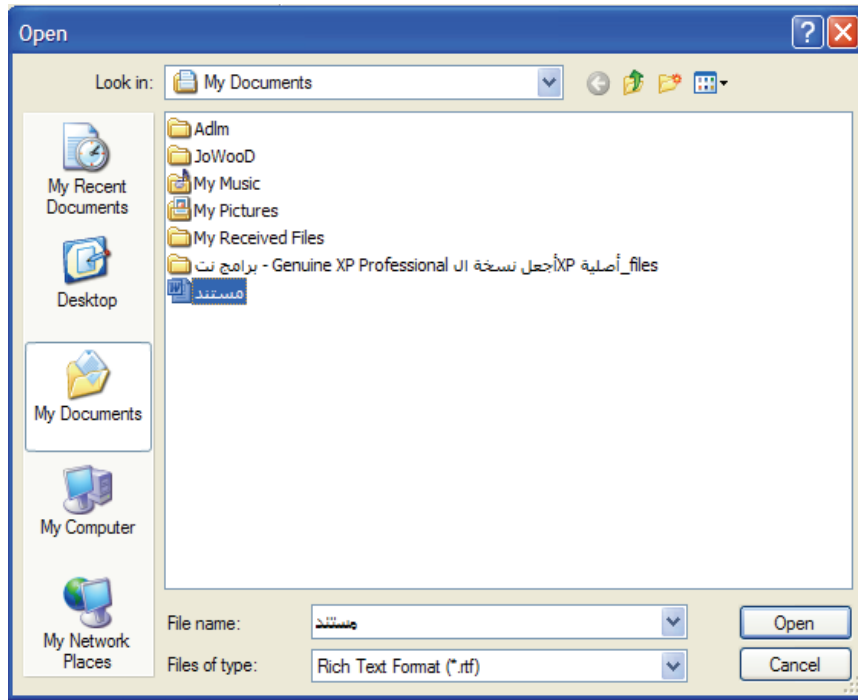 Open
Look in: My Documents
Adlm
JoWooD
My Music
My Pictures
My Received Files
أجعل نسخة ال Genuine XP Professional - برامج نت XPأصلية_files
مستند
My Recent Documents
Desktop
My Documents
My Computer
My Network Places
File name: مستند
Open
Files of type: Rich Text Format (*.rtf)
Cancel